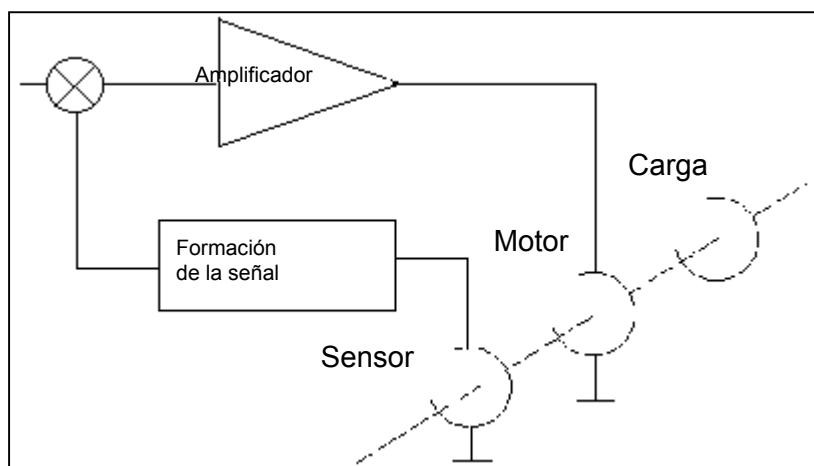 Amplificador
Carga
Formación
de la señal
Motor
Sensor